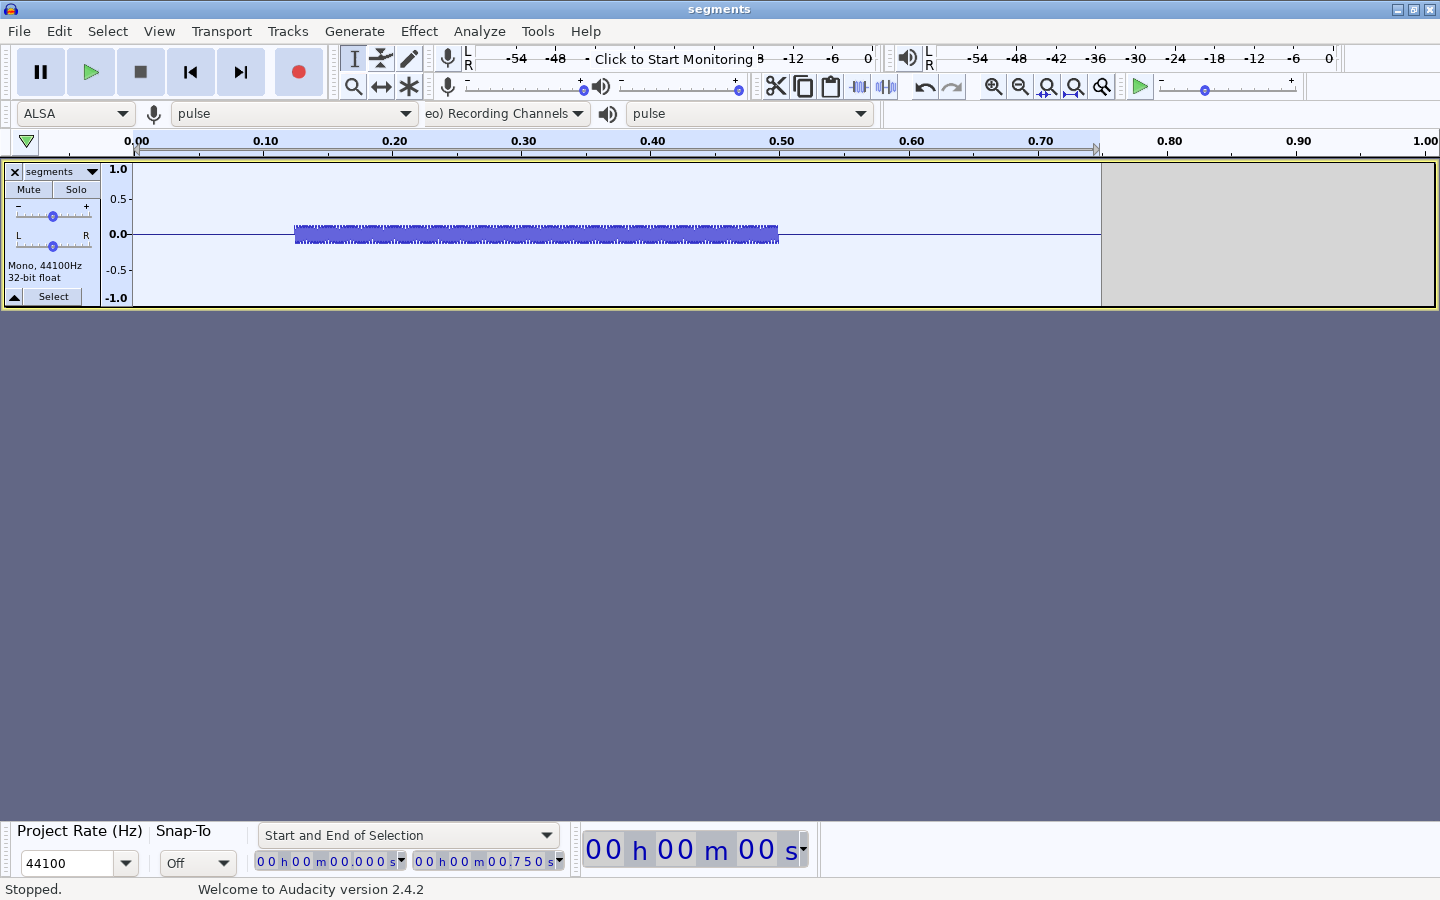 segments
File Edit Select View Transport Tracks Generate Effect Analyze Tools Help
L R -54 -48 - Click to Start Monitoring -12 -6 0 L R -54 -48 -42 -36 -30 -24 -18 -12 -6 0
- + - + - +
ALSA pulse eo) Recording Channels pulse
0.00 0.10 0.20 0.30 0.40 0.50 0.60 0.70 0.80 0.90 1.00
segments 1.0
Mute Solo
- + 0.5
L R 0.0
Mono, 44100Hz -0.5
32-bit float
Select -1.0
Project Rate (Hz) Snap-To Start and End of Selection
44100 Off 00 h 00 m 00.000 s 00 h 00 m 00.750 s 00 h 00 m 00 s
Stopped. Welcome to Audacity version 2.4.2